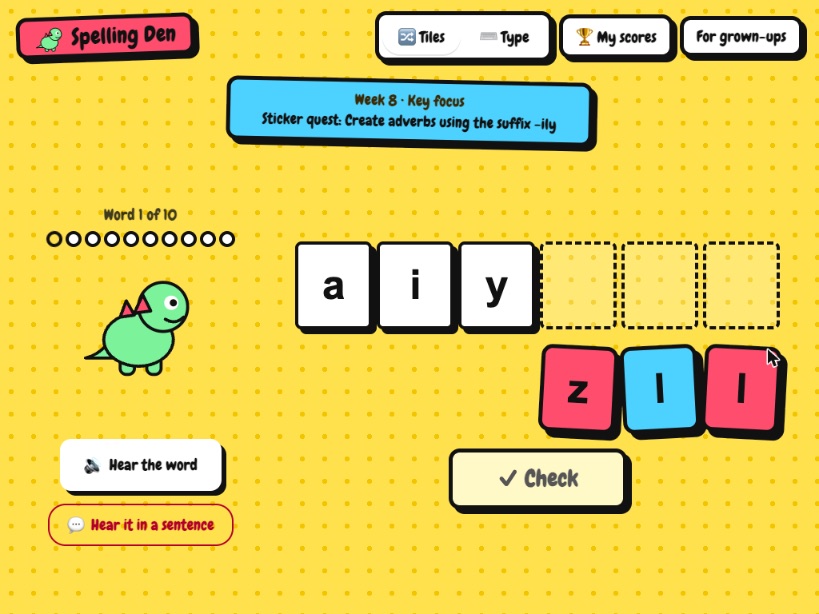 Spelling Den
Tiles
Type
My scores
For grown-ups
Week 8 · Key focus
Sticker quest: Create adverbs using the suffix -ily
Word 1 of 10
a i y
z l l
Hear the word
✓ Check
Hear it in a sentence